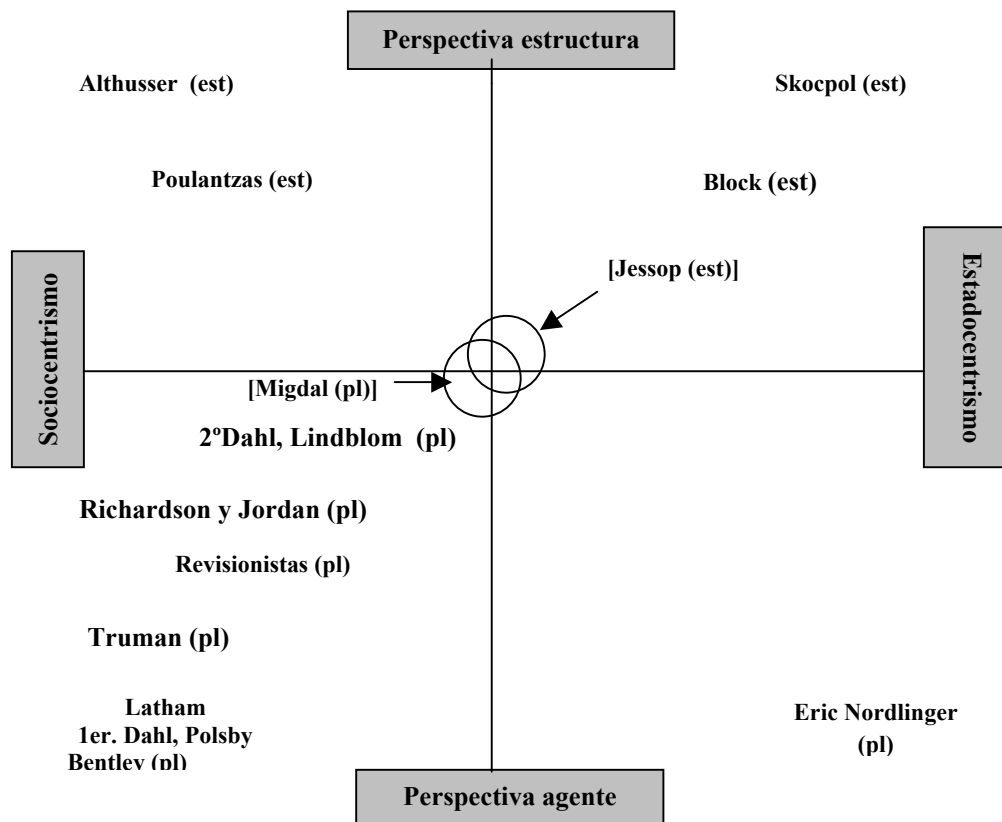 Perspectiva estructura
Althusser (est)
Skocpol (est)
Poulantzas (est)
Block (est)
[Jessop (est)]
Sociocentrismo
Estadocentrismo
[Migdal (pl)]
2ºDahl, Lindblom (pl)
Richardson y Jordan (pl)
Revisionistas (pl)
Truman (pl)
Latham
1er. Dahl, Polsby
Bentley (pl)
Eric Nordlinger
(pl)
Perspectiva agente